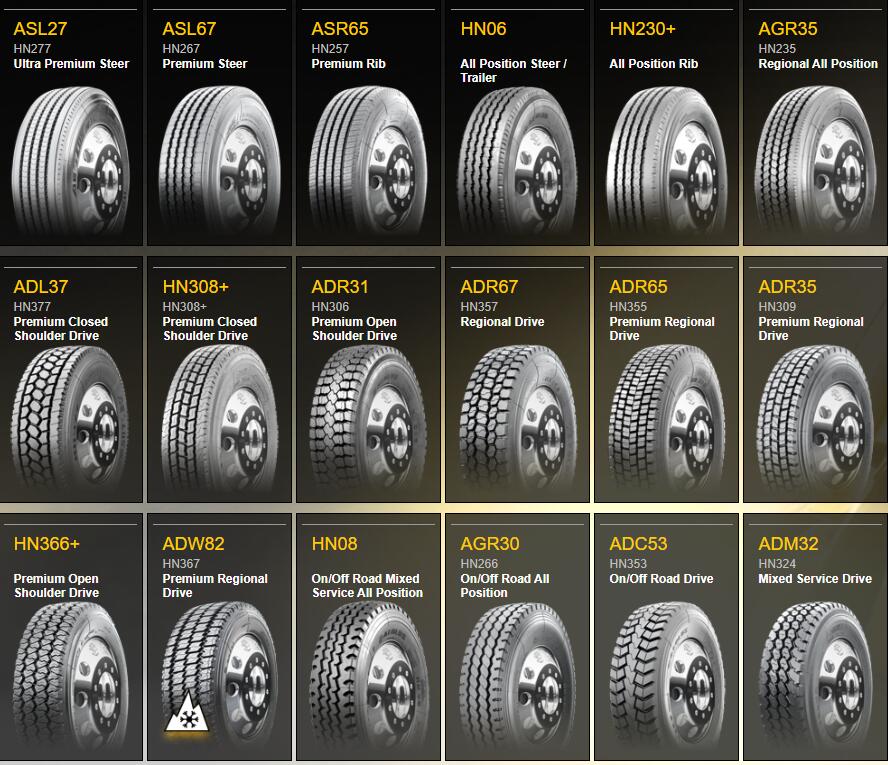 ASL27
HN277
Ultra Premium Steer
ASL67
HN267
Premium Steer
ASR65
HN257
Premium Rib
HN06
All Position Steer /
Trailer
HN230+
All Position Rib
AGR35
HN235
Regional All Position
ADL37
HN377
Premium Closed
Shoulder Drive
HN308+
HN308+
Premium Closed
Shoulder Drive
ADR31
HN306
Premium Open
Shoulder Drive
ADR67
HN357
Regional Drive
ADR65
HN355
Premium Regional
Drive
ADR35
HN309
Premium Regional
Drive
HN366+
Premium Open
Shoulder Drive
ADW82
HN367
Premium Regional
Drive
HN08
On/Off Road Mixed
Service All Position
AGR30
HN266
On/Off Road All
Position
ADC53
HN353
On/Off Road Drive
ADM32
HN324
Mixed Service Drive